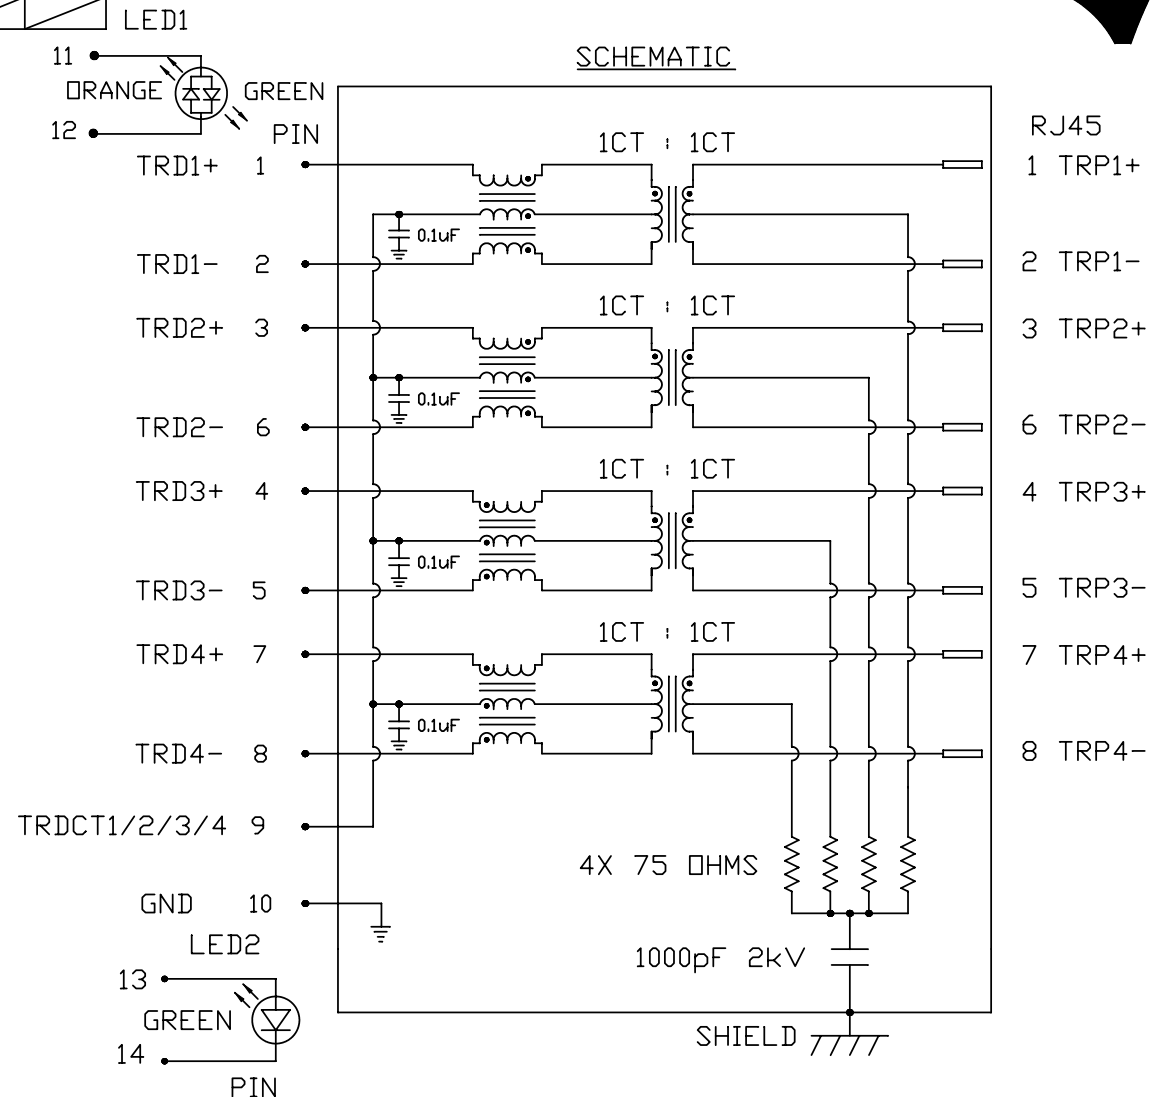 LED1
11
SCHEMATIC
ORANGE GREEN
12
PIN
RJ45
1CT : 1CT
TRD1+ 1
1 TRP1+
0.1uF
TRD1- 2
2 TRP1-
1CT : 1CT
TRD2+ 3
3 TRP2+
0.1uF
TRD2- 6
6 TRP2-
1CT : 1CT
TRD3+ 4
4 TRP3+
0.1uF
TRD3- 5
5 TRP3-
1CT : 1CT
TRD4+ 7
7 TRP4+
0.1uF
TRD4- 8
8 TRP4-
TRDCT1/2/3/4 9
4X 75 OHMS
GND 10
LED2
1000pF 2kV
13
GREEN
SHIELD
14
PIN